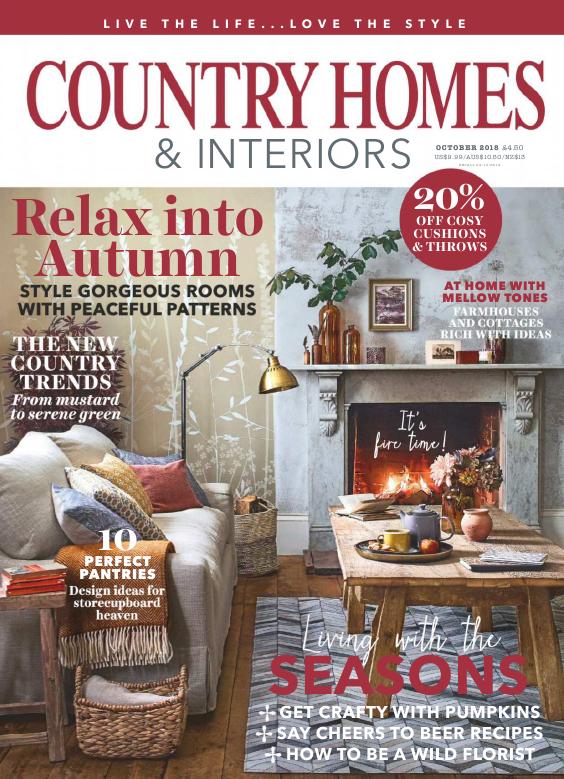 LIVE THE LIFE...LOVE THE STYLE
COUNTRY HOMES
& INTERIORS
OCTOBER 2018 £4.50
US$9.99/AUS$10.50/NZ$13
20%
OFF COSY
CUSHIONS
& THROWS
Relax into
Autumn
STYLE GORGEOUS ROOMS
WITH PEACEFUL PATTERNS
AT HOME WITH
MELLOW TONES
FARMHOUSES
AND COTTAGES
RICH WITH IDEAS
THE NEW
COUNTRY
TRENDS
From mustard
to serene green
It's
fire time!
10
PERFECT
PANTRIES
Design ideas for
storecupboard
heaven
Living with the
SEASONS
GET CRAFTY WITH PUMPKINS
SAY CHEERS TO BEER RECIPES
HOW TO BE A WILD FLORIST